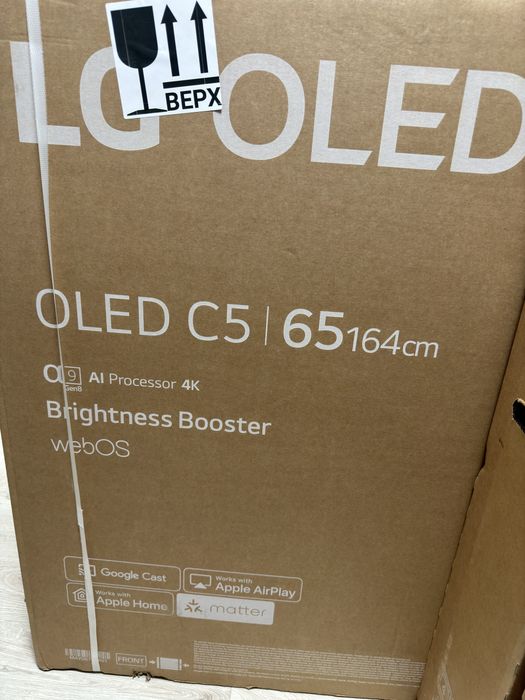 ВЕРХ
LG OLED
OLED C5 | 65 164cm
α9 Gen8 AI Processor 4K
Brightness Booster
webOS
Google Cast
Works with
Apple AirPlay
Works with
Apple Home
matter
FRONT